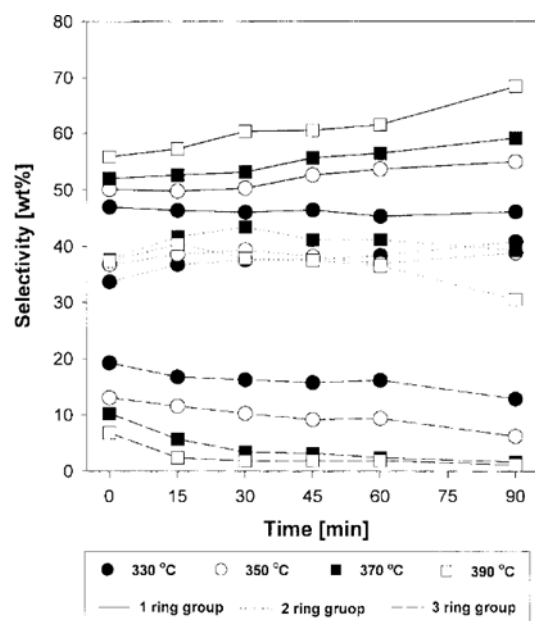 80
70
60
50
40
30
20
10
0
Selectivity [wt%]
0 15 30 45 60 75 90
Time [min]
330 °C 350 °C 370 °C 390 °C
1 ring group 2 ring gruop 3 ring group